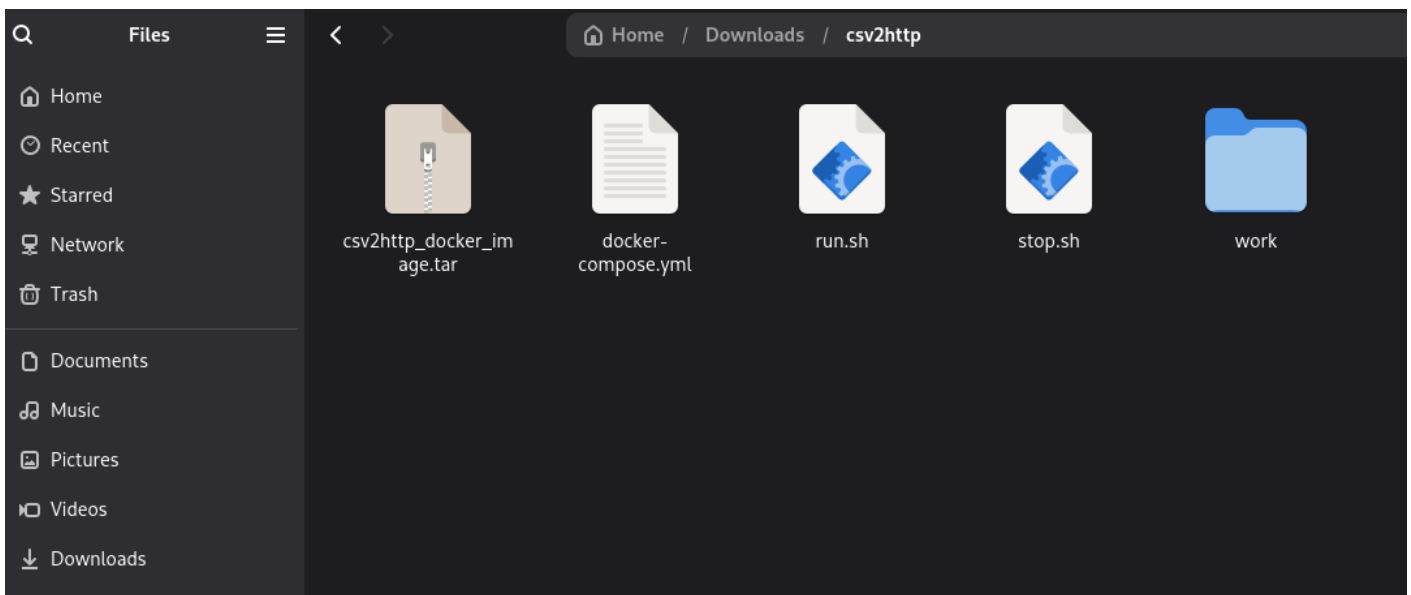 Files
Home / Downloads / csv2http
Home
Recent
Starred
Network
Trash
Documents
Music
Pictures
Videos
Downloads
csv2http_docker_im
age.tar
docker-
compose.yml
run.sh
stop.sh
work